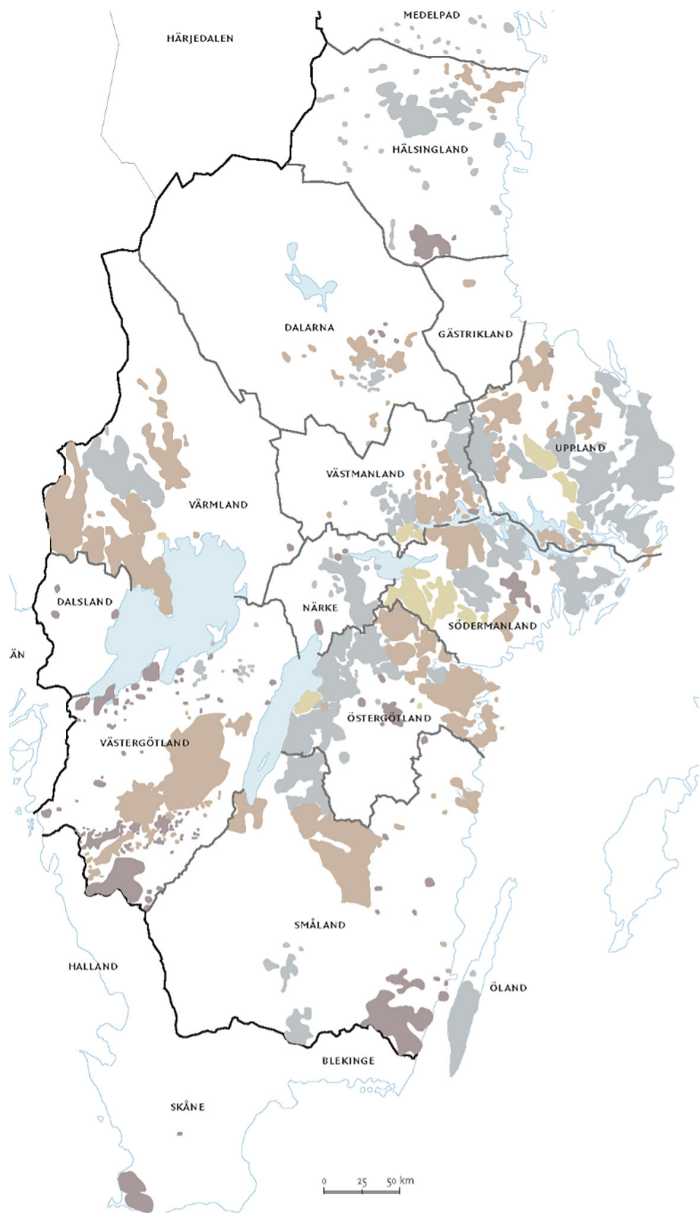 MEDELPAD
HÄRJEDALEN
HÄLSINGLAND
DALARNA
GÄSTRIKLAND
UPPLAND
VÄSTMANLAND
VÄRMLAND
DALSLAND
NÄRKE
SÖDERMANLAND
ÄN
ÖSTERGÖTLAND
VÄSTERGÖTLAND
SMÅLAND
HALLAND
ÖLAND
BLEKINGE
SKÅNE
0 25 50 km